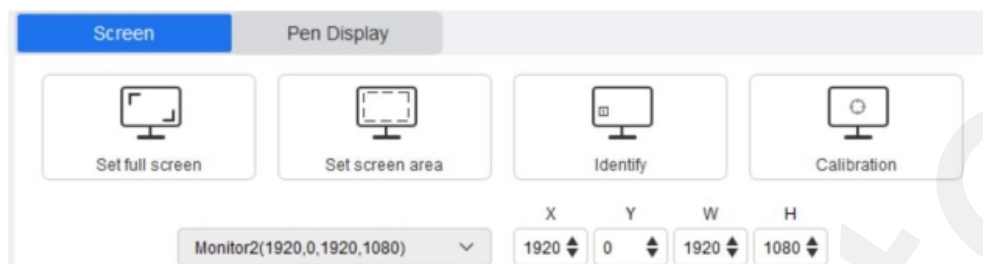 Screen Pen Display
Set full screen Set screen area Identify Calibration
X Y W H
Monitor2(1920,0,1920,1080) 1920 0 1920 1080